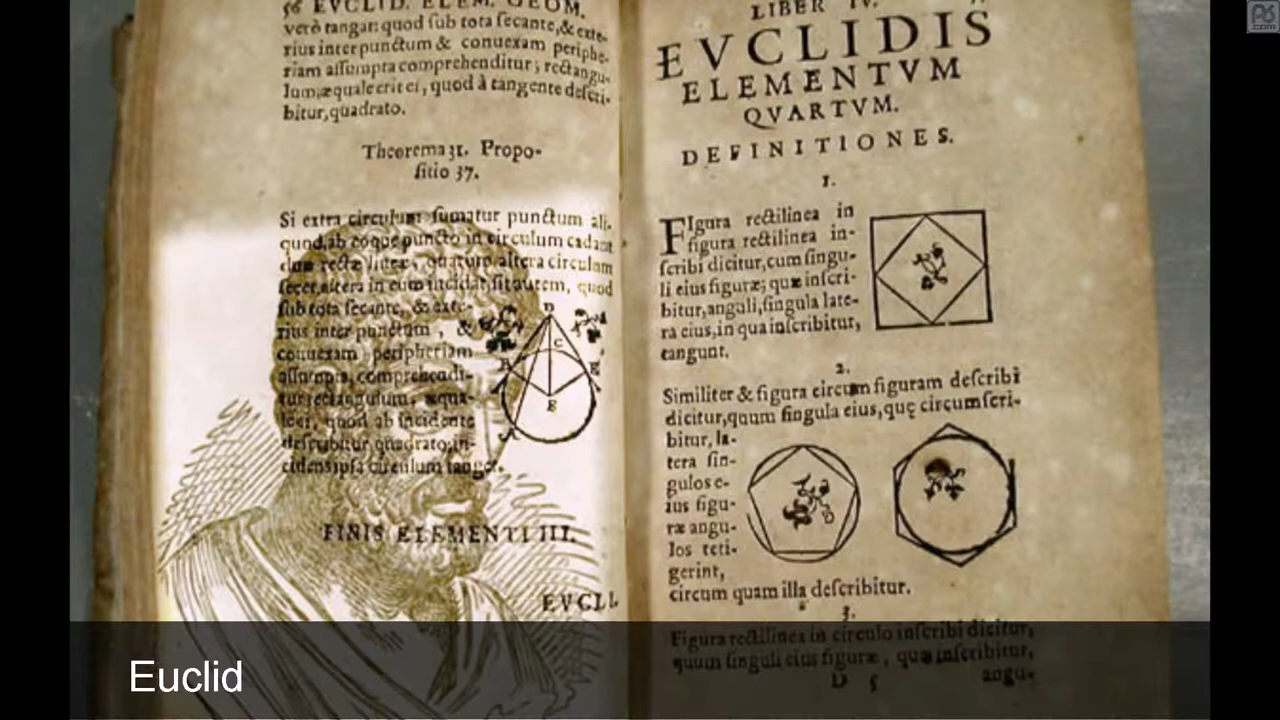 56 EVCLID. ELEM. GEOM.
verò tangat: quod sub tota secante, & exte-
rius inter punctum & conuexam periphe-
riam assumpta comprehenditur; rectangu-
lum, æquale erit ei, quod à tangente descri-
bitur, quadrato.
Theorema 31. Propo-
sitio 37.
Si extra circulum sumatur punctum ali-
quod, ab eoque puncto in circulum cadant
duæ rectæ lineæ, quarum altera circulum
secet, altera in eum incidat, sit autem, quod
sub tota secante, & exte-
rius inter punctum, &
conuexam peripheriam
assumpta, comprehendi-
tur rectangulum, æqua-
le ei, quod ab incidente
describitur quadrato, in-
cidens ipsa circulum tanget.
D
C
B
E
E
A
FINIS ELEMENTI III.
EVCLI.
LIBER IV.
EVCLIDIS
ELEMENTVM
QVARTVM.
DEFINITIONES.
1.
FIgura rectilinea in
figura rectilinea in-
scribi dicitur, cum singu-
li eius figuræ; quæ inscri-
bitur, anguli, singula late-
ra eius, in qua inscribitur,
tangunt.
2.
Similiter & figura circum figuram describi
dicitur, quum singula eius, quę circumscri-
bitur, la-
tera sin-
gulos e-
ius figu-
ræ angu-
los teti-
gerint,
circum quam illa describitur.
3.
Figura rectilinea in circulo inscribi dicitur,
quum singuli eius figuræ, quæ inscribitur,
D 5
angu-
Euclid
P6
.com